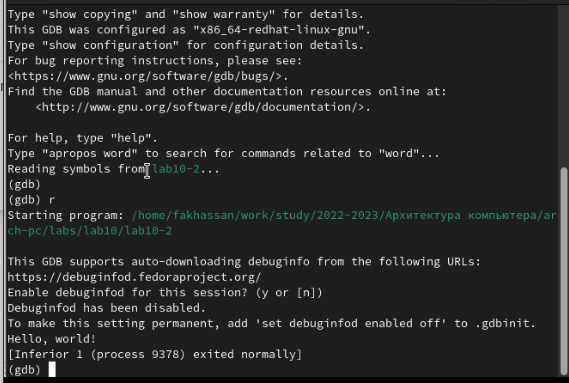 Type "show copying" and "show warranty" for details.
This GDB was configured as "x86_64-redhat-linux-gnu".
Type "show configuration" for configuration details.
For bug reporting instructions, please see:
<https://www.gnu.org/software/gdb/bugs/>.
Find the GDB manual and other documentation resources online at:
    <http://www.gnu.org/software/gdb/documentation/>.

For help, type "help".
Type "apropos word" to search for commands related to "word"...
Reading symbols from lab10-2...
(gdb)
(gdb) r
Starting program: /home/fakhassan/work/study/2022-2023/Архитектура компьютера/ar
ch-pc/labs/lab10/lab10-2

This GDB supports auto-downloading debuginfo from the following URLs:
https://debuginfod.fedoraproject.org/
Enable debuginfod for this session? (y or [n])
Debuginfod has been disabled.
To make this setting permanent, add 'set debuginfod enabled off' to .gdbinit.
Hello, world!
[Inferior 1 (process 9378) exited normally]
(gdb)